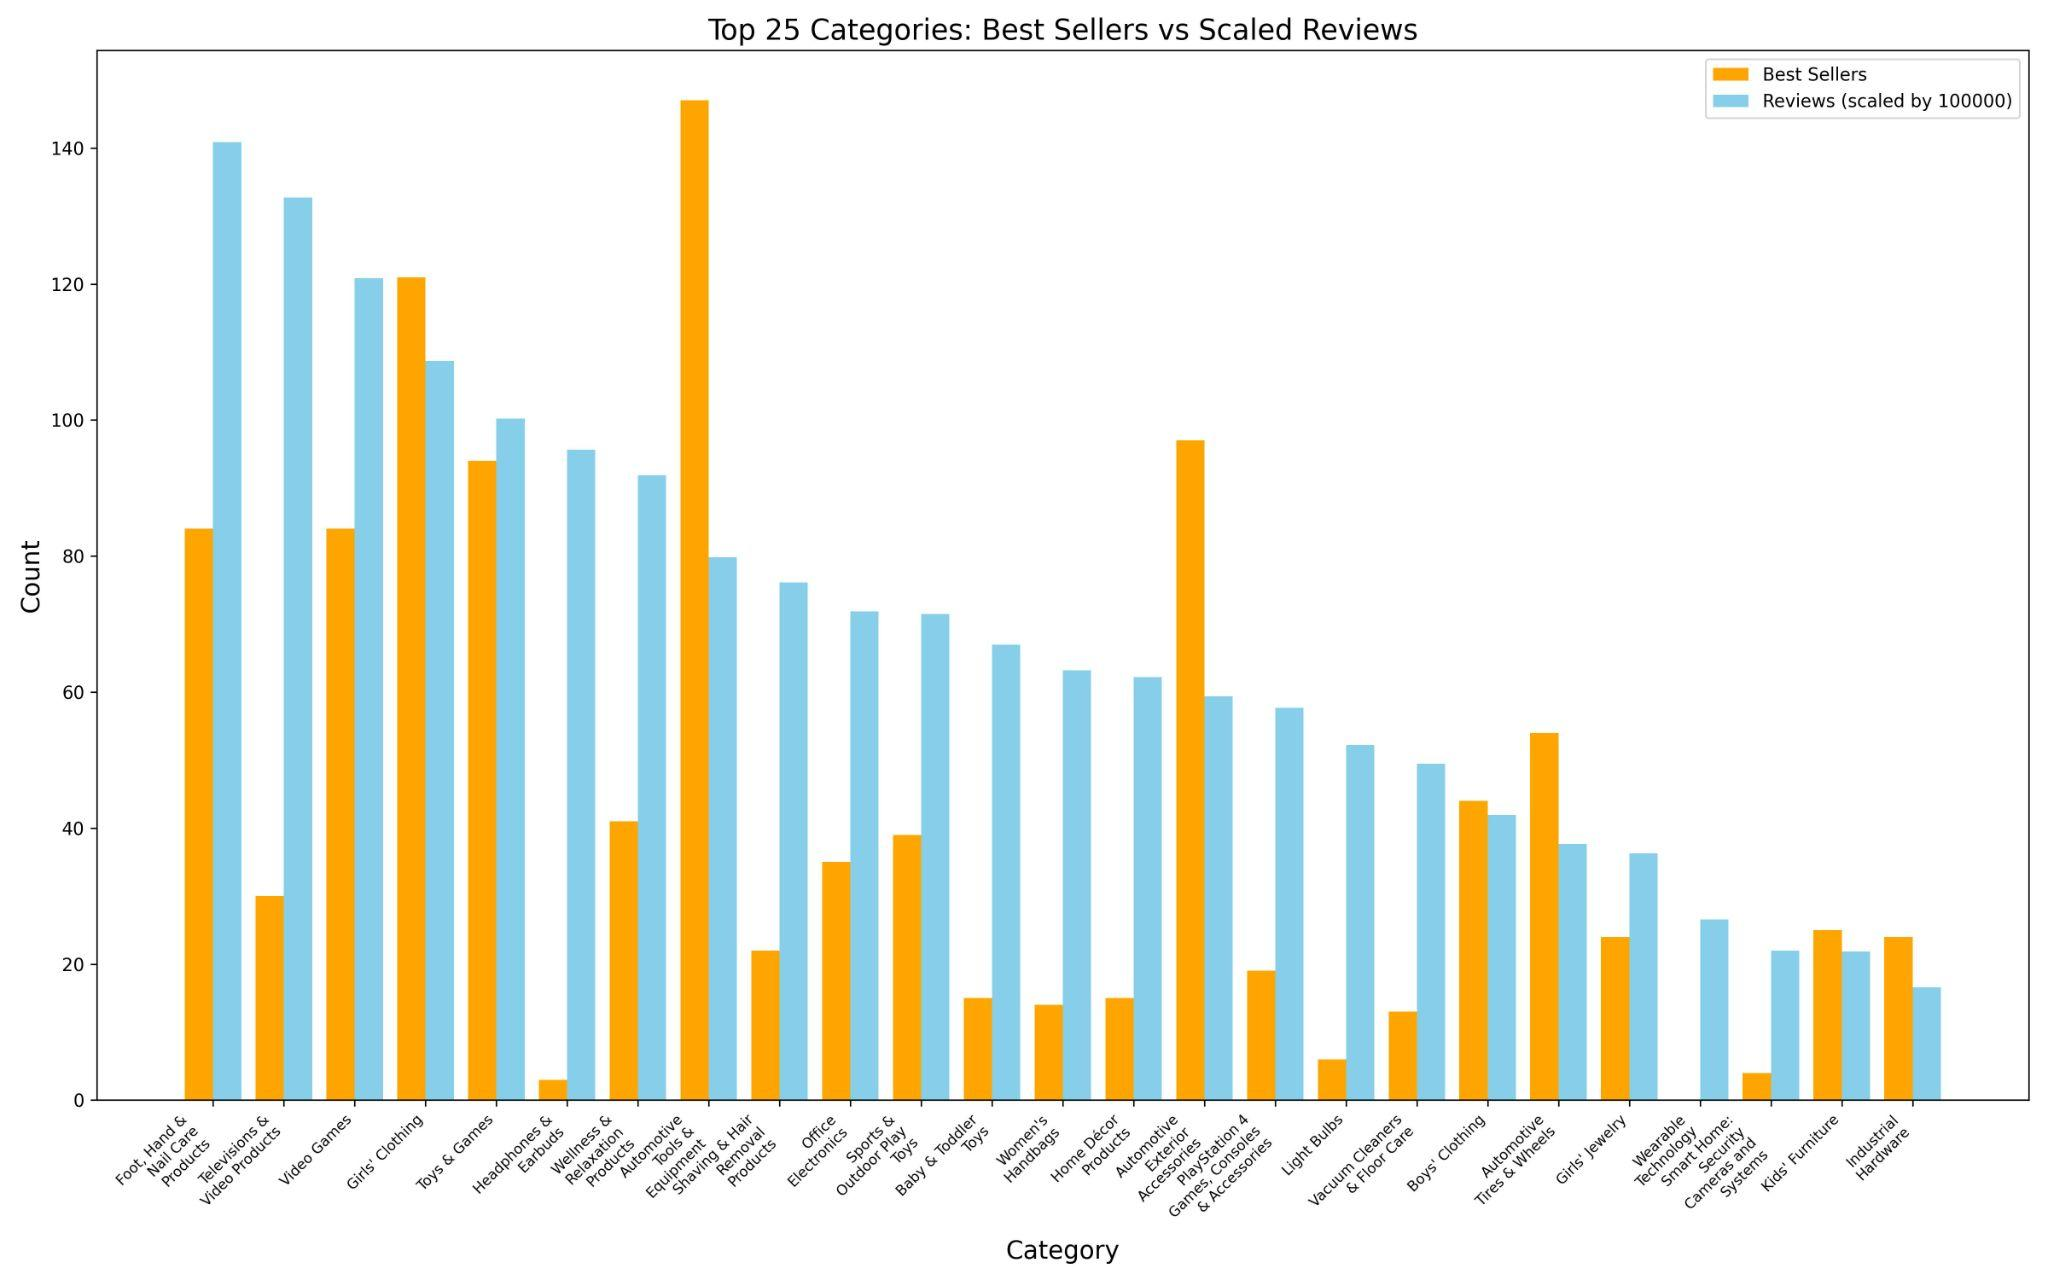 Top 25 Categories: Best Sellers vs Scaled Reviews
Best Sellers
Reviews (scaled by 100000)
Count
140
120
100
80
60
40
20
0
Foot, Hand &
Nail Care
Products
Televisions &
Video Products
Video Games
Girls' Clothing
Toys & Games
Headphones &
Earbuds
Wellness &
Relaxation
Products
Automotive
Tools &
Equipment
Shaving & Hair
Removal
Products
Office
Electronics
Sports &
Outdoor Play
Toys
Baby & Toddler
Toys
Women's
Handbags
Home Décor
Products
Automotive
Exterior
Accessories
PlayStation 4
Games, Consoles
& Accessories
Light Bulbs
Vacuum Cleaners
& Floor Care
Boys' Clothing
Automotive
Tires & Wheels
Girls' Jewelry
Wearable
Technology
Smart Home:
Security
Cameras and
Systems
Kids' Furniture
Industrial
Hardware
Category